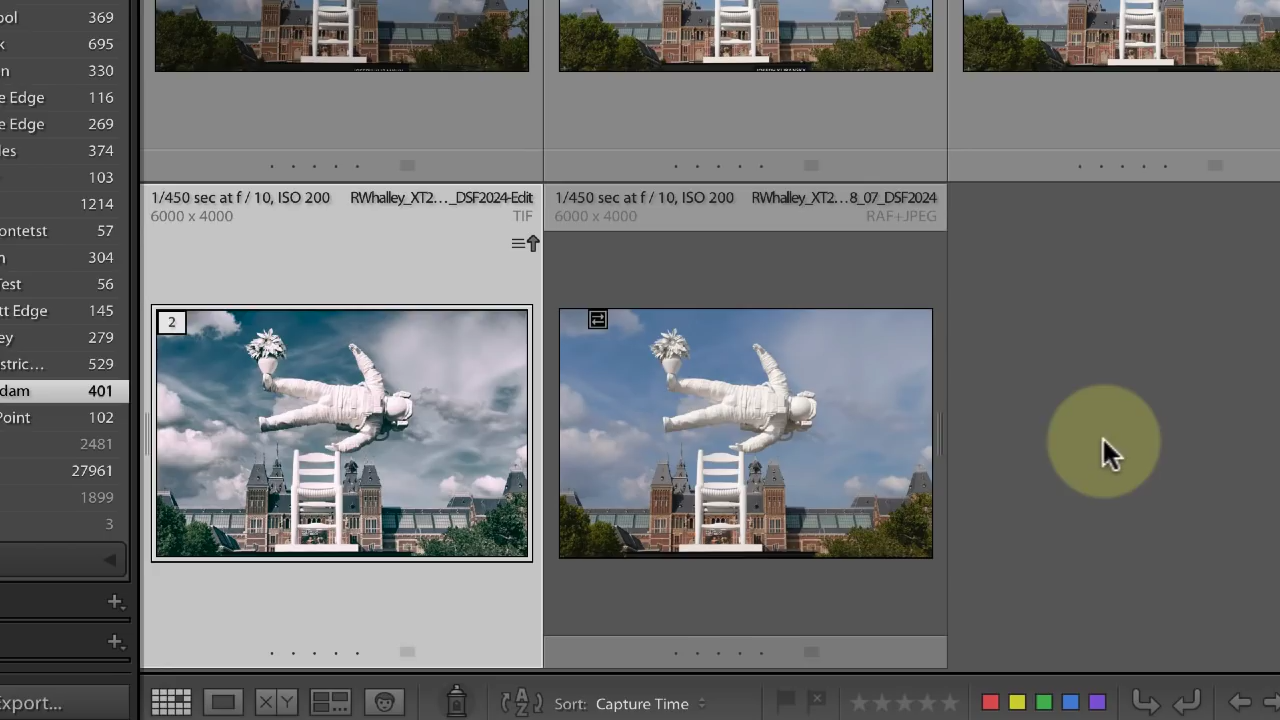 ool 369
k 695
n 330
e Edge 116
e Edge 269
les 374
103
1214
ontetst 57
n 304
Test 56
tt Edge 145
ey 279
stric... 529
dam 401
Point 102
2481
27961
1899
3
Export...
1/450 sec at f / 10, ISO 200 RWhalley_XT2..._DSF2024-Edit
6000 x 4000 TIF
2
1/450 sec at f / 10, ISO 200 RWhalley_XT2...8_07_DSF2024
6000 x 4000 RAF+JPEG
X Y
A Z
Sort: Capture Time